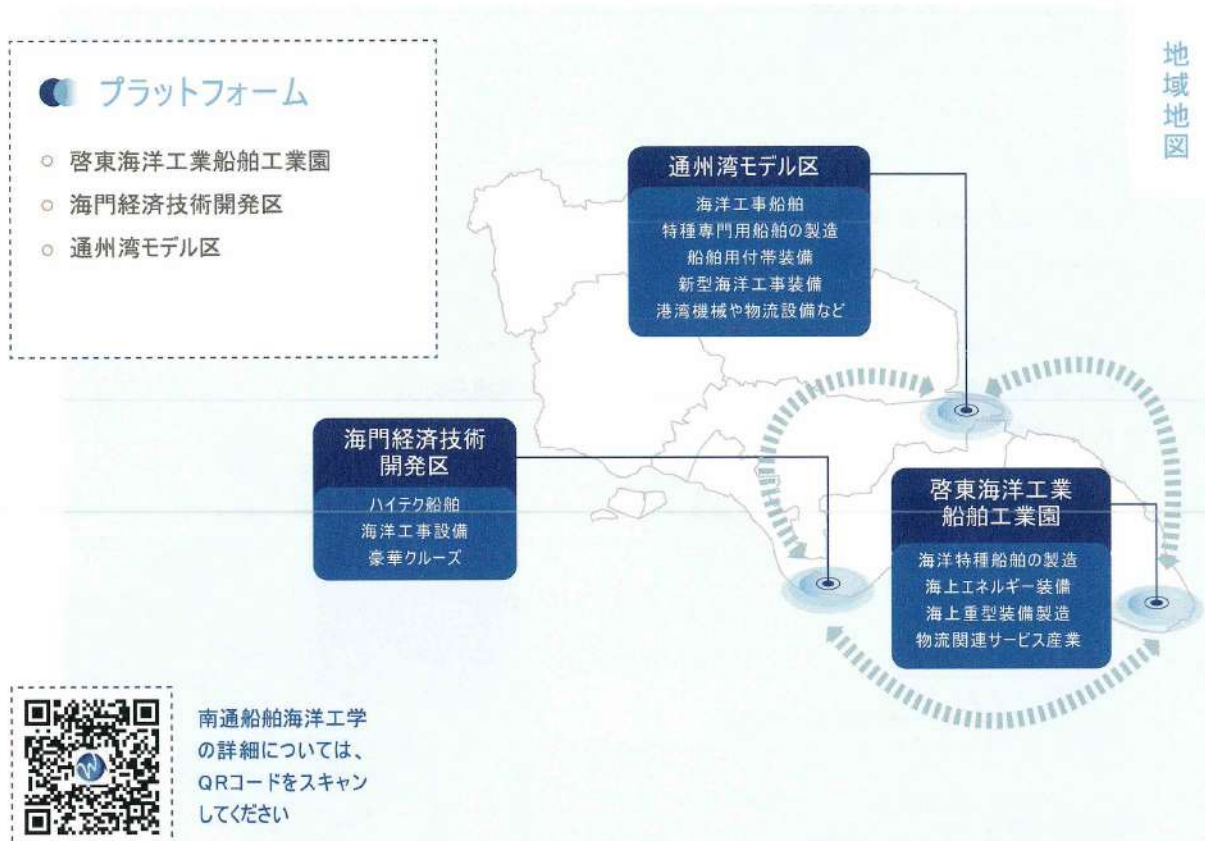 地域地図
プラットフォーム
啓東海洋工業船舶工業園
海門経済技術開発区
通州湾モデル区
通州湾モデル区
海洋工事船舶
特種専門用船舶の製造
船舶用付帯装備
新型海洋工事装備
港湾機械や物流設備など
海門経済技術
開発区
ハイテク船舶
海洋工事設備
豪華クルーズ
啓東海洋工業
船舶工業園
海洋特種船舶の製造
海上エネルギー装備
海上重型装備製造
物流関連サービス産業
南通船舶海洋工学
の詳細については、
QRコードをスキャン
してください